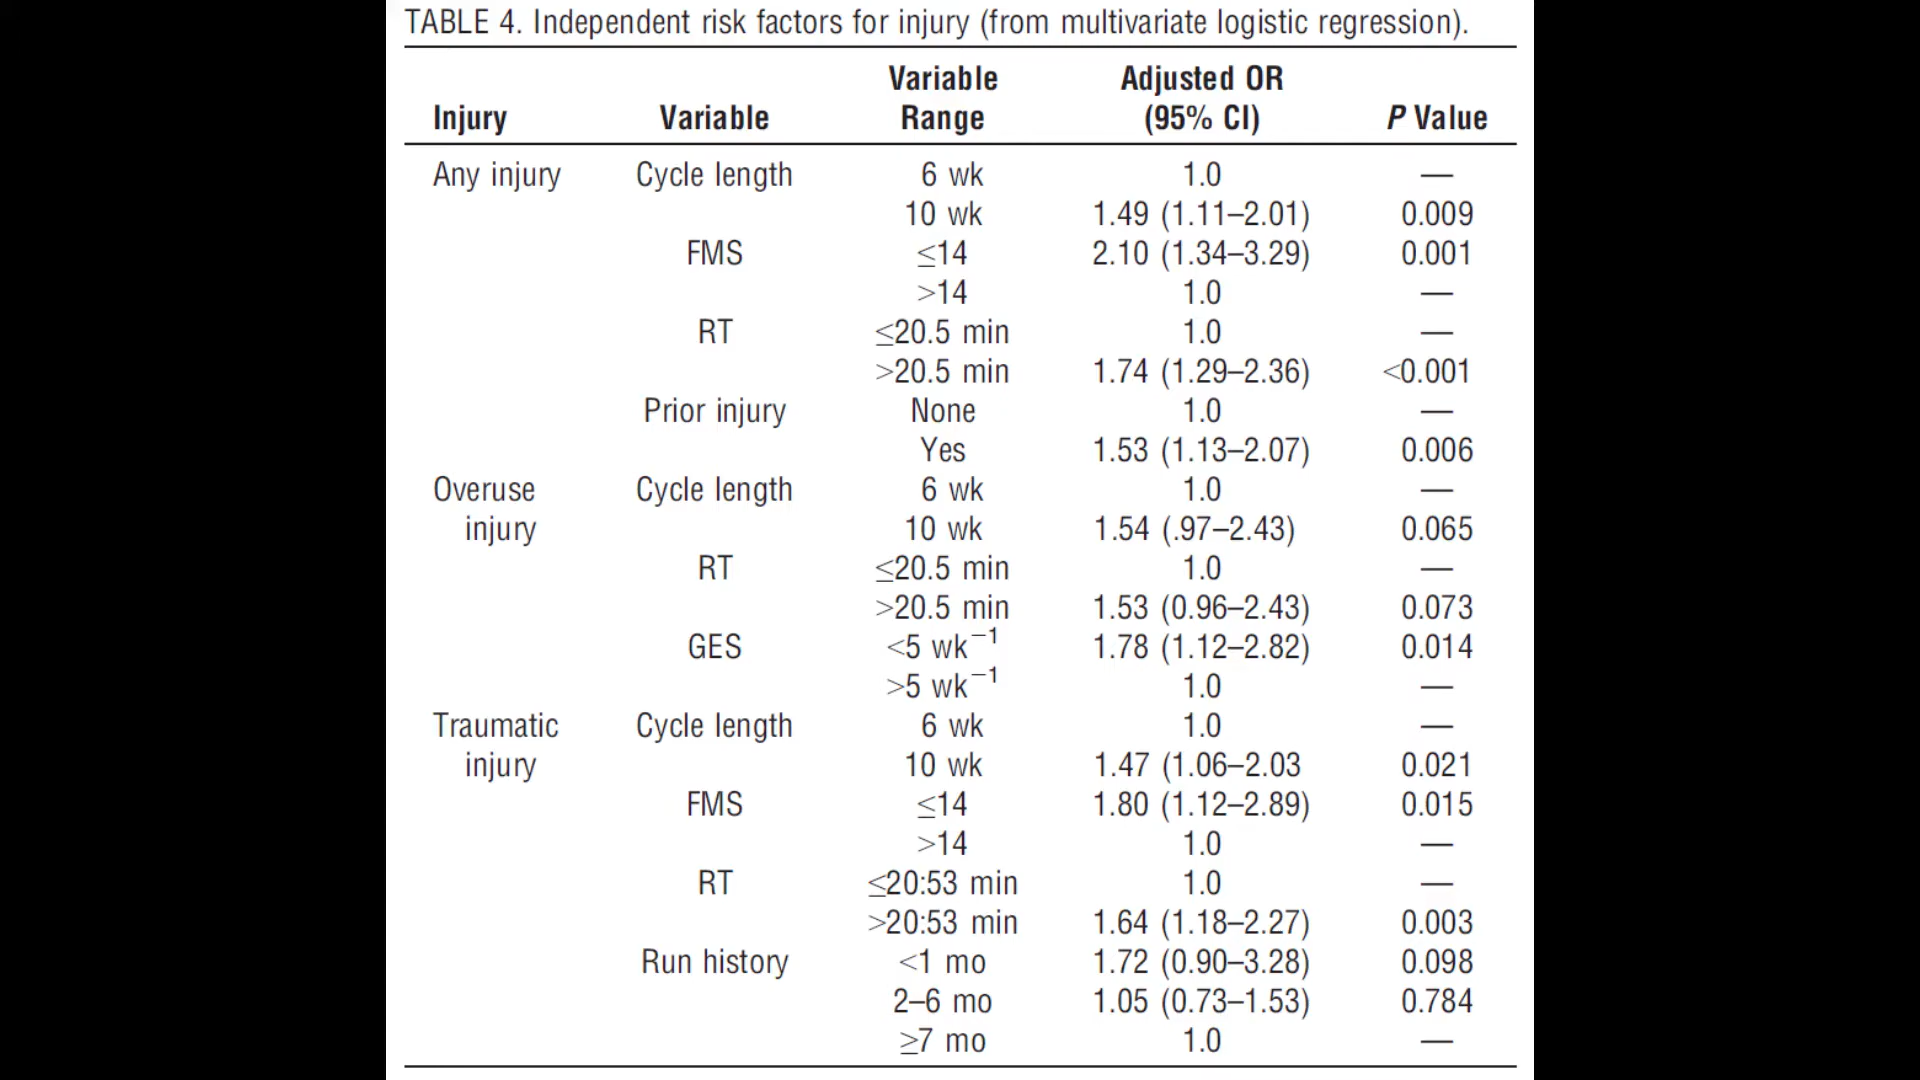 TABLE 4. Independent risk factors for injury (from multivariate logistic regression).
Variable Adjusted OR
Injury Variable Range (95% CI) P Value
Any injury Cycle length 6 wk 1.0 —
10 wk 1.49 (1.11–2.01) 0.009
FMS ≤14 2.10 (1.34–3.29) 0.001
>14 1.0 —
RT ≤20.5 min 1.0 —
>20.5 min 1.74 (1.29–2.36) <0.001
Prior injury None 1.0 —
Yes 1.53 (1.13–2.07) 0.006
Overuse Cycle length 6 wk 1.0 —
injury 10 wk 1.54 (.97–2.43) 0.065
RT ≤20.5 min 1.0 —
>20.5 min 1.53 (0.96–2.43) 0.073
GES <5 wk⁻¹ 1.78 (1.12–2.82) 0.014
>5 wk⁻¹ 1.0 —
Traumatic Cycle length 6 wk 1.0 —
injury 10 wk 1.47 (1.06–2.03 0.021
FMS ≤14 1.80 (1.12–2.89) 0.015
>14 1.0 —
RT ≤20:53 min 1.0 —
>20:53 min 1.64 (1.18–2.27) 0.003
Run history <1 mo 1.72 (0.90–3.28) 0.098
2–6 mo 1.05 (0.73–1.53) 0.784
≥7 mo 1.0 —